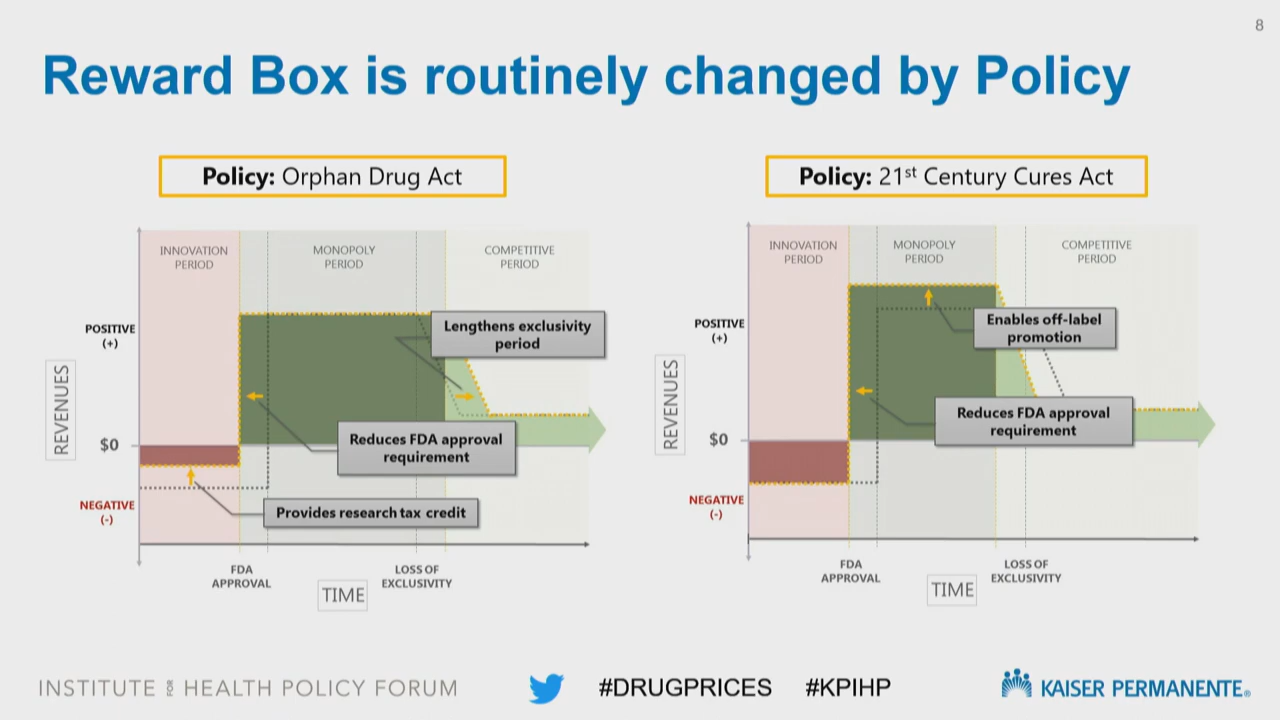 8
Reward Box is routinely changed by Policy
Policy: Orphan Drug Act
INNOVATION
PERIOD
MONOPOLY
PERIOD
COMPETITIVE
PERIOD
POSITIVE
(+)
REVENUES
$0
NEGATIVE
(-)
Lengthens exclusivity
period
Reduces FDA approval
requirement
Provides research tax credit
FDA
APPROVAL
LOSS OF
EXCLUSIVITY
TIME
Policy: 21st Century Cures Act
INNOVATION
PERIOD
MONOPOLY
PERIOD
COMPETITIVE
PERIOD
POSITIVE
(+)
REVENUES
$0
NEGATIVE
(-)
Enables off-label
promotion
Reduces FDA approval
requirement
FDA
APPROVAL
LOSS OF
EXCLUSIVITY
TIME
INSTITUTE FOR HEALTH POLICY FORUM
#DRUGPRICES #KPIHP
KAISER PERMANENTE®